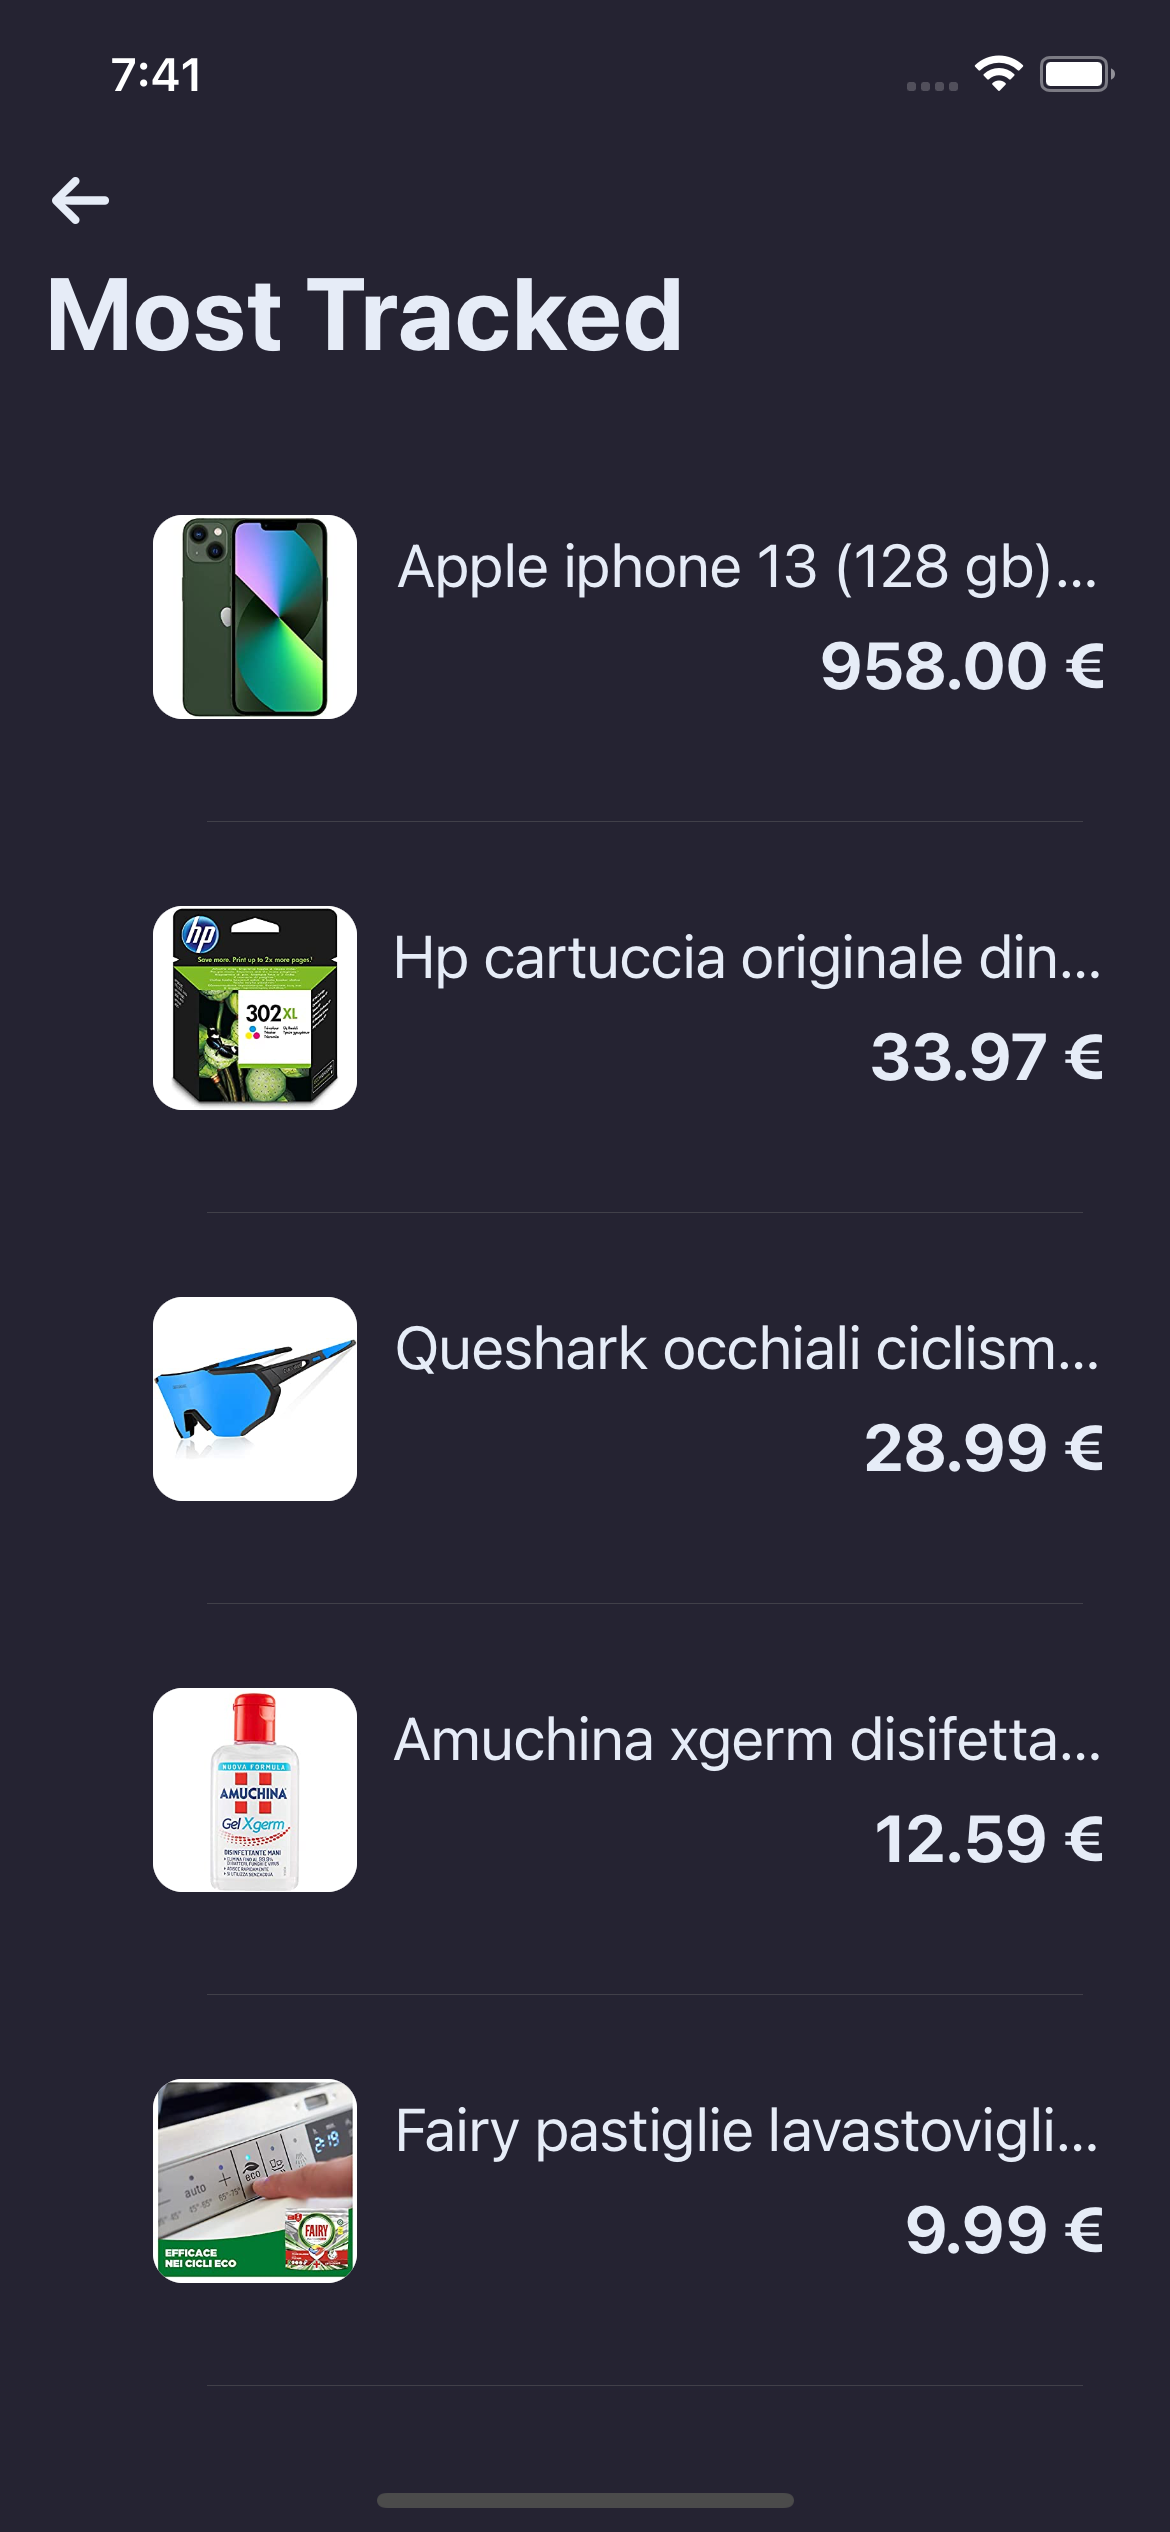 7:41
Most Tracked
Apple iphone 13 (128 gb)...
958.00 €
hp
Save more. Print up to 2x more pages!
302XL
Hp cartuccia originale din...
33.97 €
Queshark occhiali ciclism...
28.99 €
NUOVA FORMULA
AMUCHINA
Gel Xgerm
DISINFETTANTE MANI
Amuchina xgerm disifetta...
12.59 €
2:19
eco
auto
FAIRY
EFFICACE
NEI CICLI ECO
Fairy pastiglie lavastovigli...
9.99 €